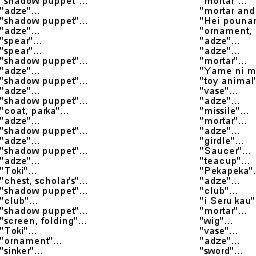 "shadow puppet"...
"adze"...
"shadow puppet"...
"adze"...
"spear"...
"spear"...
"shadow puppet"...
"adze"...
"shadow puppet"...
"adze"...
"shadow puppet"...
"coat, parka"...
"adze"...
"shadow puppet"...
"adze"...
"shadow puppet"...
"adze"...
"Toki"...
"chest, scholar's"...
"shadow puppet"...
"club"...
"shadow puppet"...
"screen, folding"...
"Toki"...
"ornament"...
"sinker"...
"mortar"...
"mortar and
"Hei pounar
"ornament,
"adze"...
"adze"...
"mortar"...
"Yame ni m
"toy animal"
"vase"...
"adze"...
"missile"...
"mortar"...
"adze"...
"girdle"...
"Saucer"...
"teacup"...
"Pekapeka".
"adze"...
"club"...
"i Seru kau"
"mortar"...
"wig"...
"vase"...
"adze"...
"sword"...